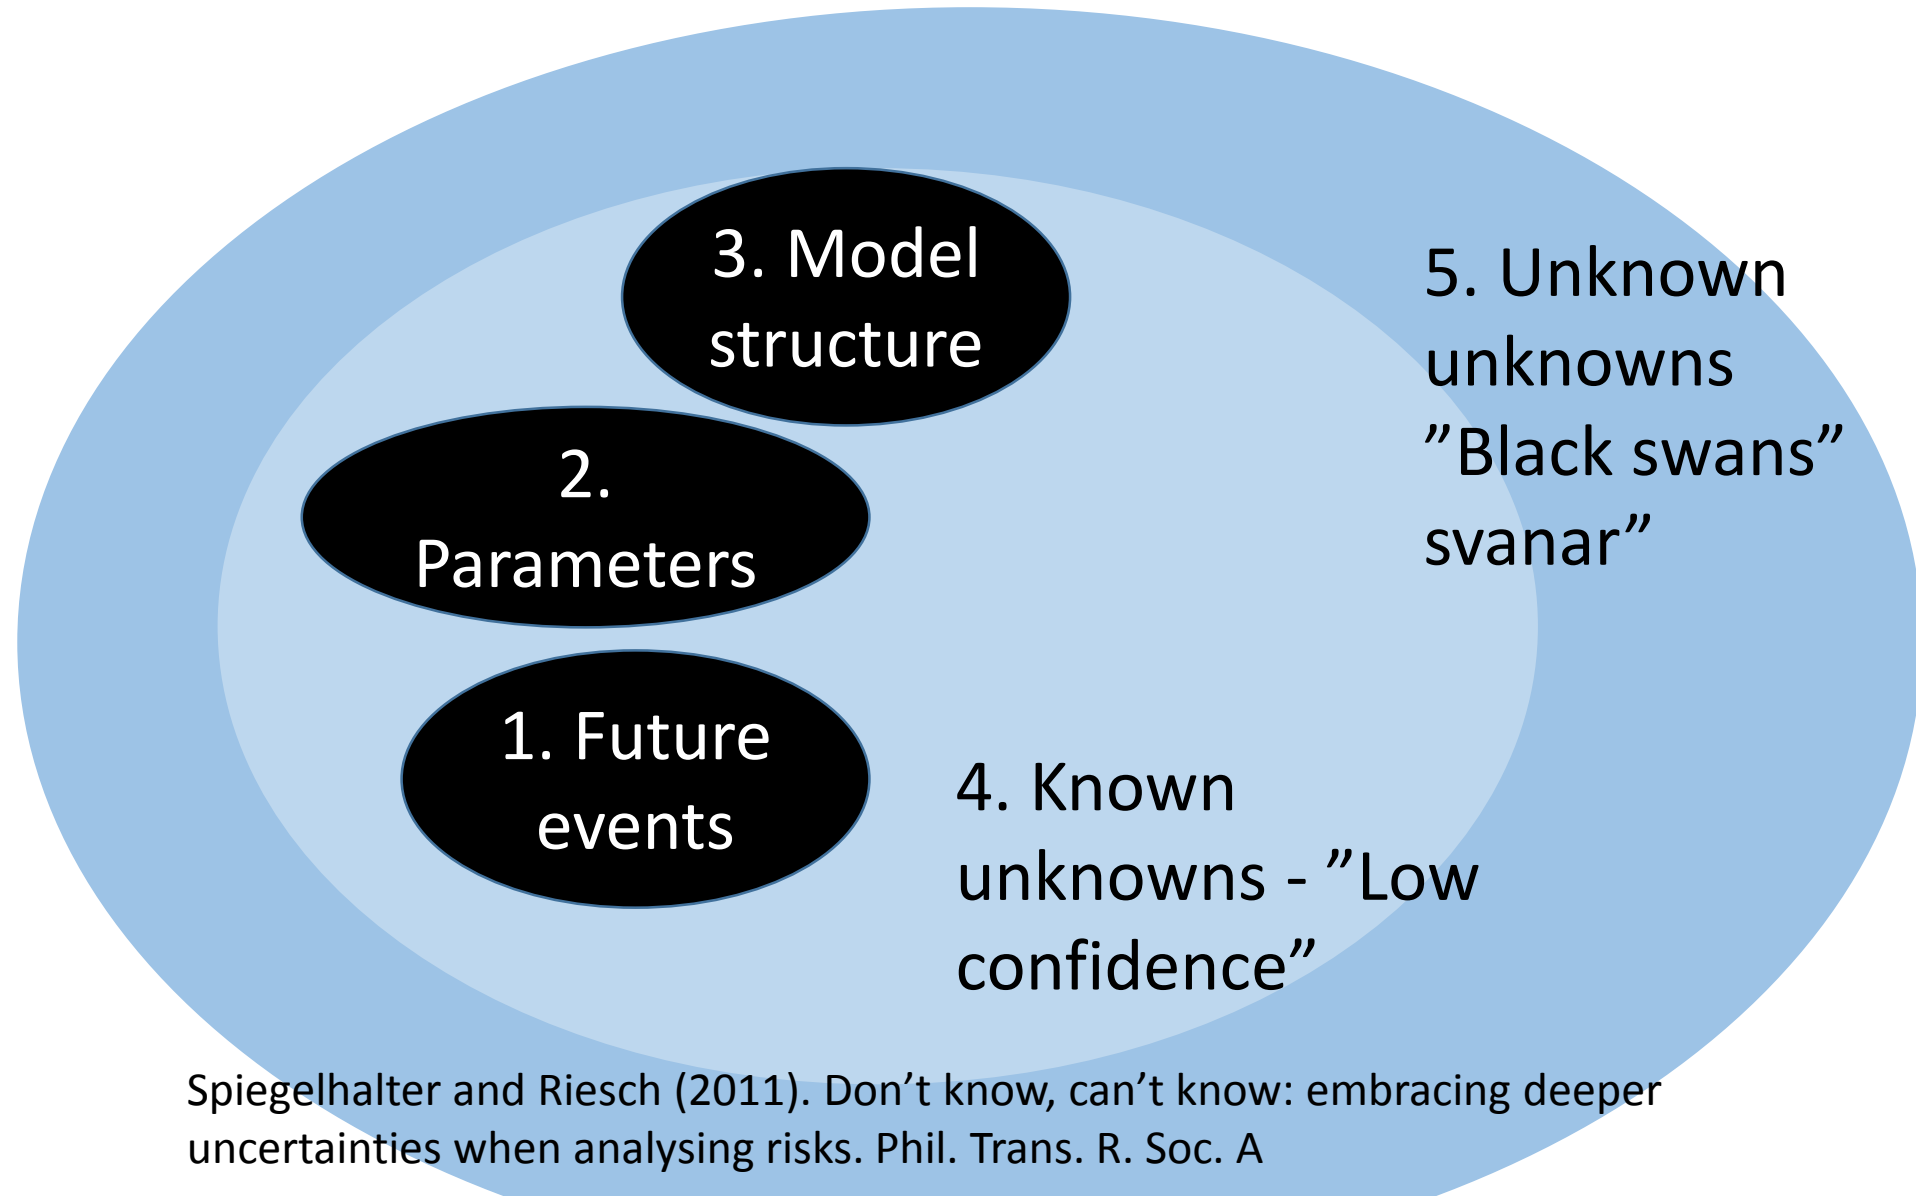 3. Model
structure
2.
Parameters
1. Future
events
4. Known
unknowns - ”Low
confidence”
5. Unknown
unknowns
”Black swans”
svanar”
Spiegelhalter and Riesch (2011). Don’t know, can’t know: embracing deeper
uncertainties when analysing risks. Phil. Trans. R. Soc. A